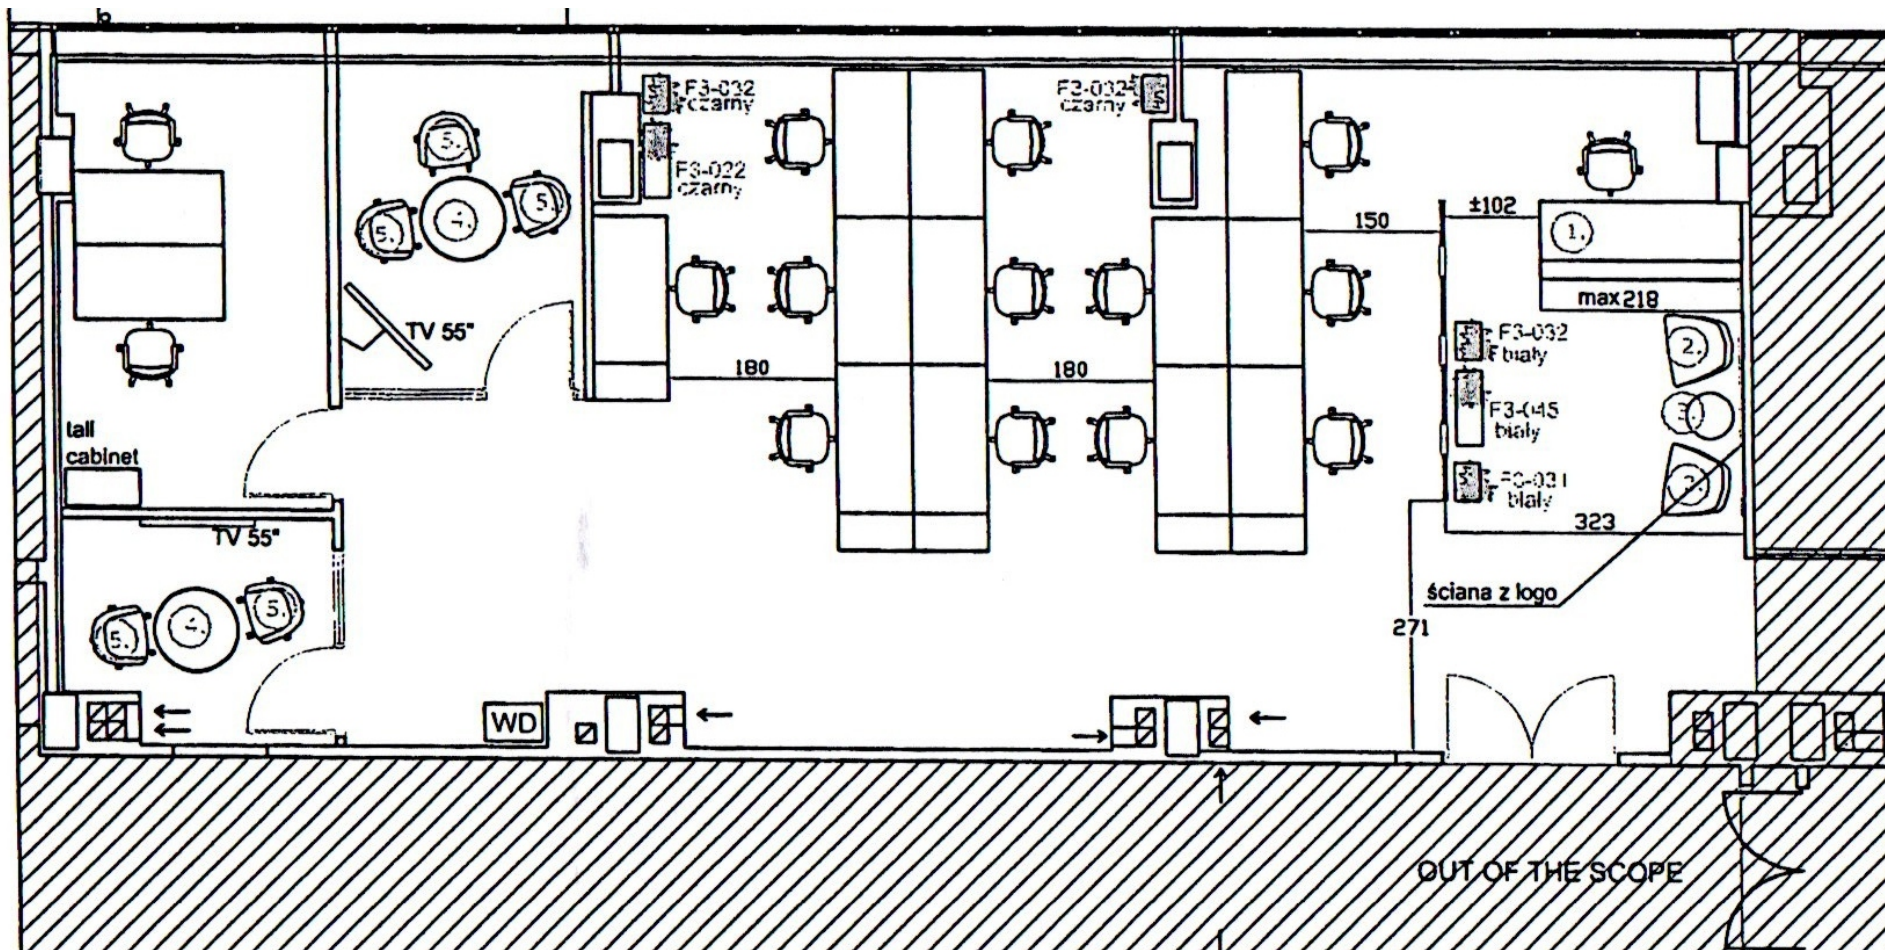 F3-032
czarny
F3-032
czarny
F3-022
czarny
5.
5.
5.
4.
TV 55"
±102
150
1.
max218
180
180
F3-032
biały
2.
F3-045
biały
3.
tall
cabinet
biały
2.
323
TV 55"
5.
4.
5.
ściana z logo
271
WD
OUT OF THE SCOPE